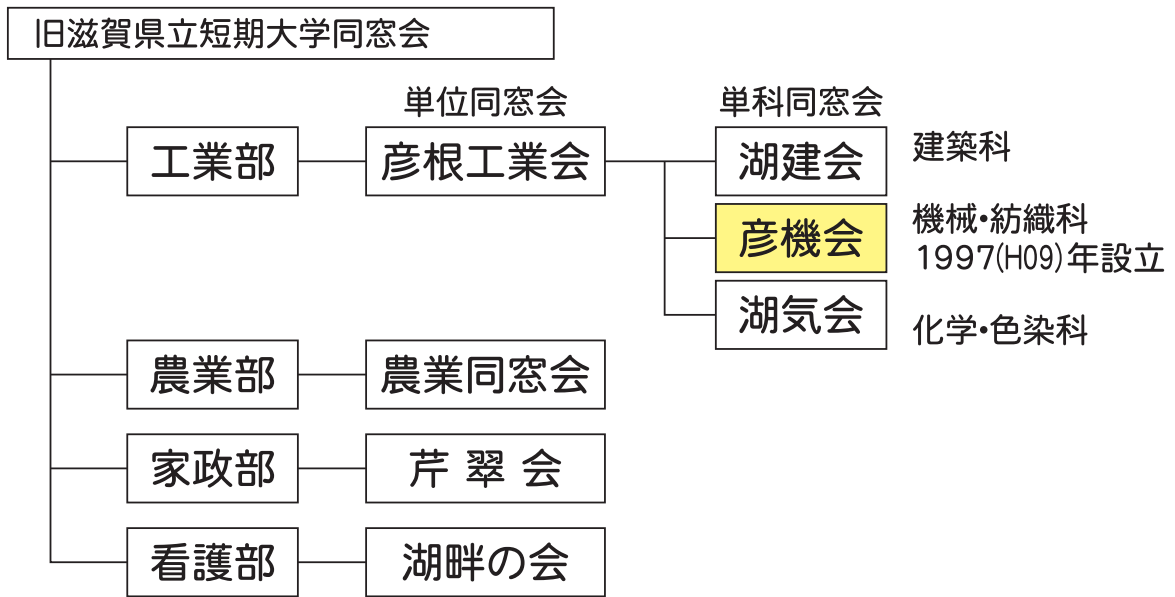 旧滋賀県立短期大学同窓会
単位同窓会
単科同窓会
工業部
彦根工業会
湖建会
建築科
彦機会
機械・紡織科
1997(H09)年設立
湖気会
化学・色染科
農業部
農業同窓会
家政部
芹 翠 会
看護部
湖畔の会